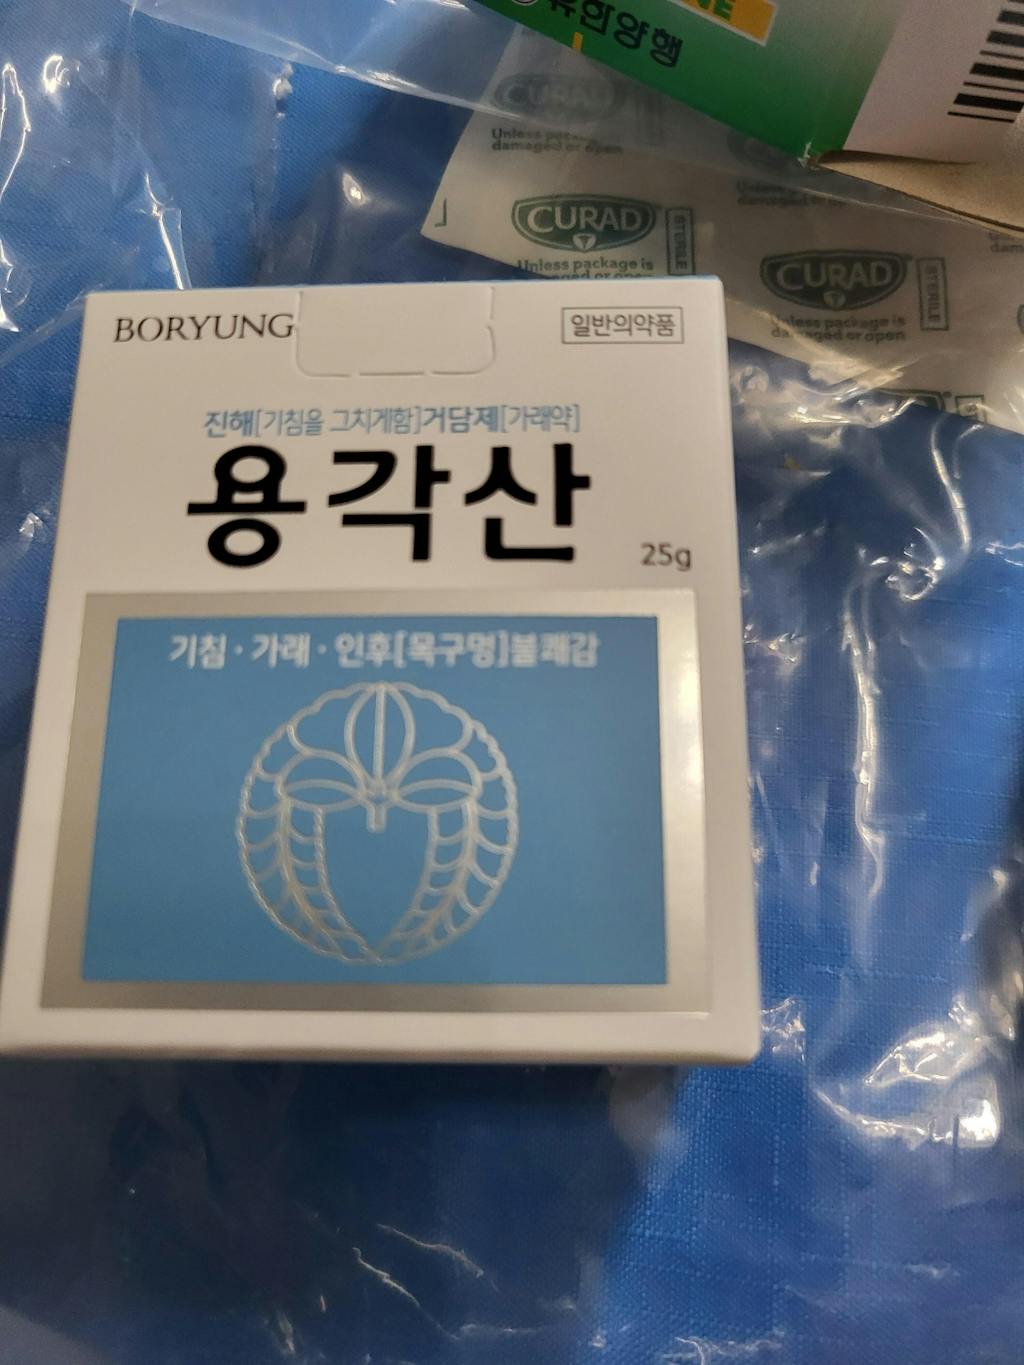 유한양행
CURAD
Unless package
damaged or open
CURAD
STERILE
Unless package is
damaged or open
CURAD
STERILE
Unless package is
damaged or open
BORYUNG
일반의약품
진해[기침을 그치게함]거담제[가래약]
용각산
25g
기침·가래·인후[목구멍]불쾌감